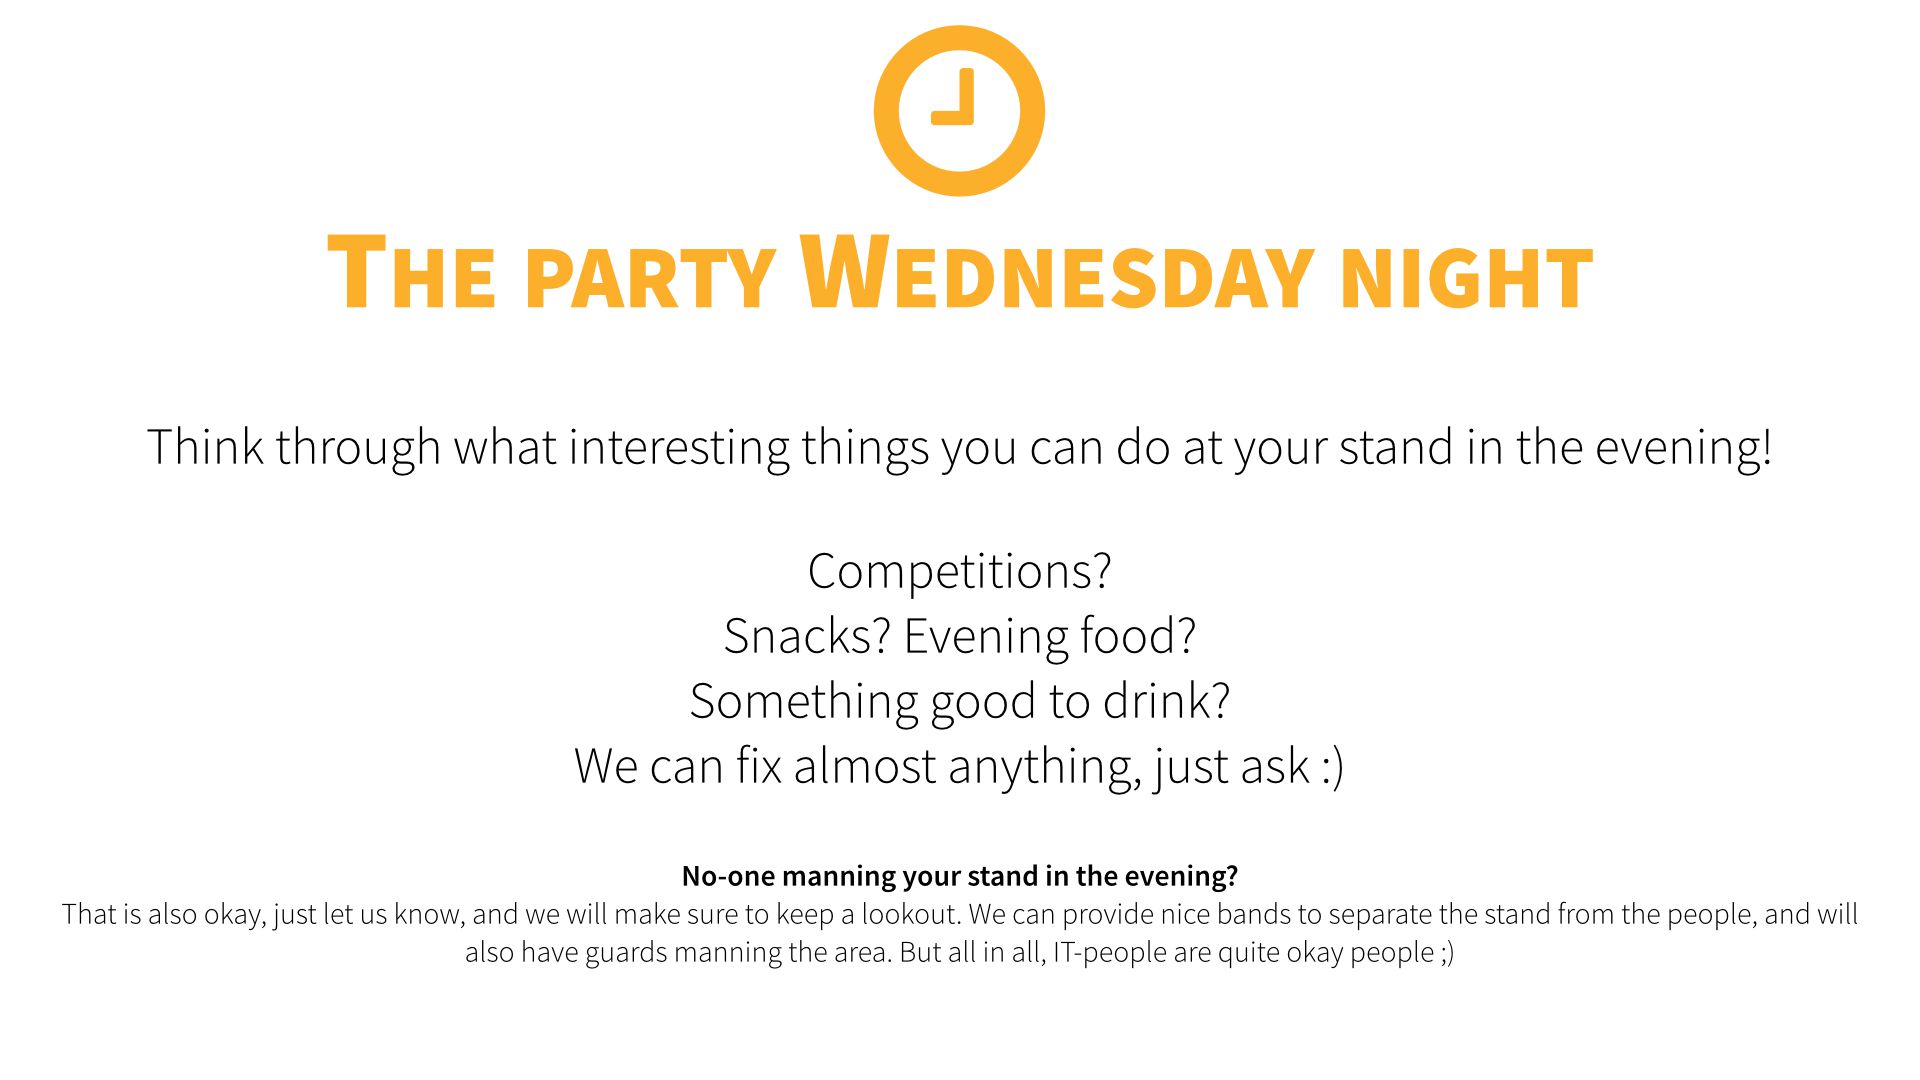 The party Wednesday night
Think through what interesting things you can do at your stand in the evening!
Competitions?
Snacks? Evening food?
Something good to drink?
We can fix almost anything, just ask :)
No-one manning your stand in the evening?
That is also okay, just let us know, and we will make sure to keep a lookout. We can provide nice bands to separate the stand from the people, and will
also have guards manning the area. But all in all, IT-people are quite okay people ;)